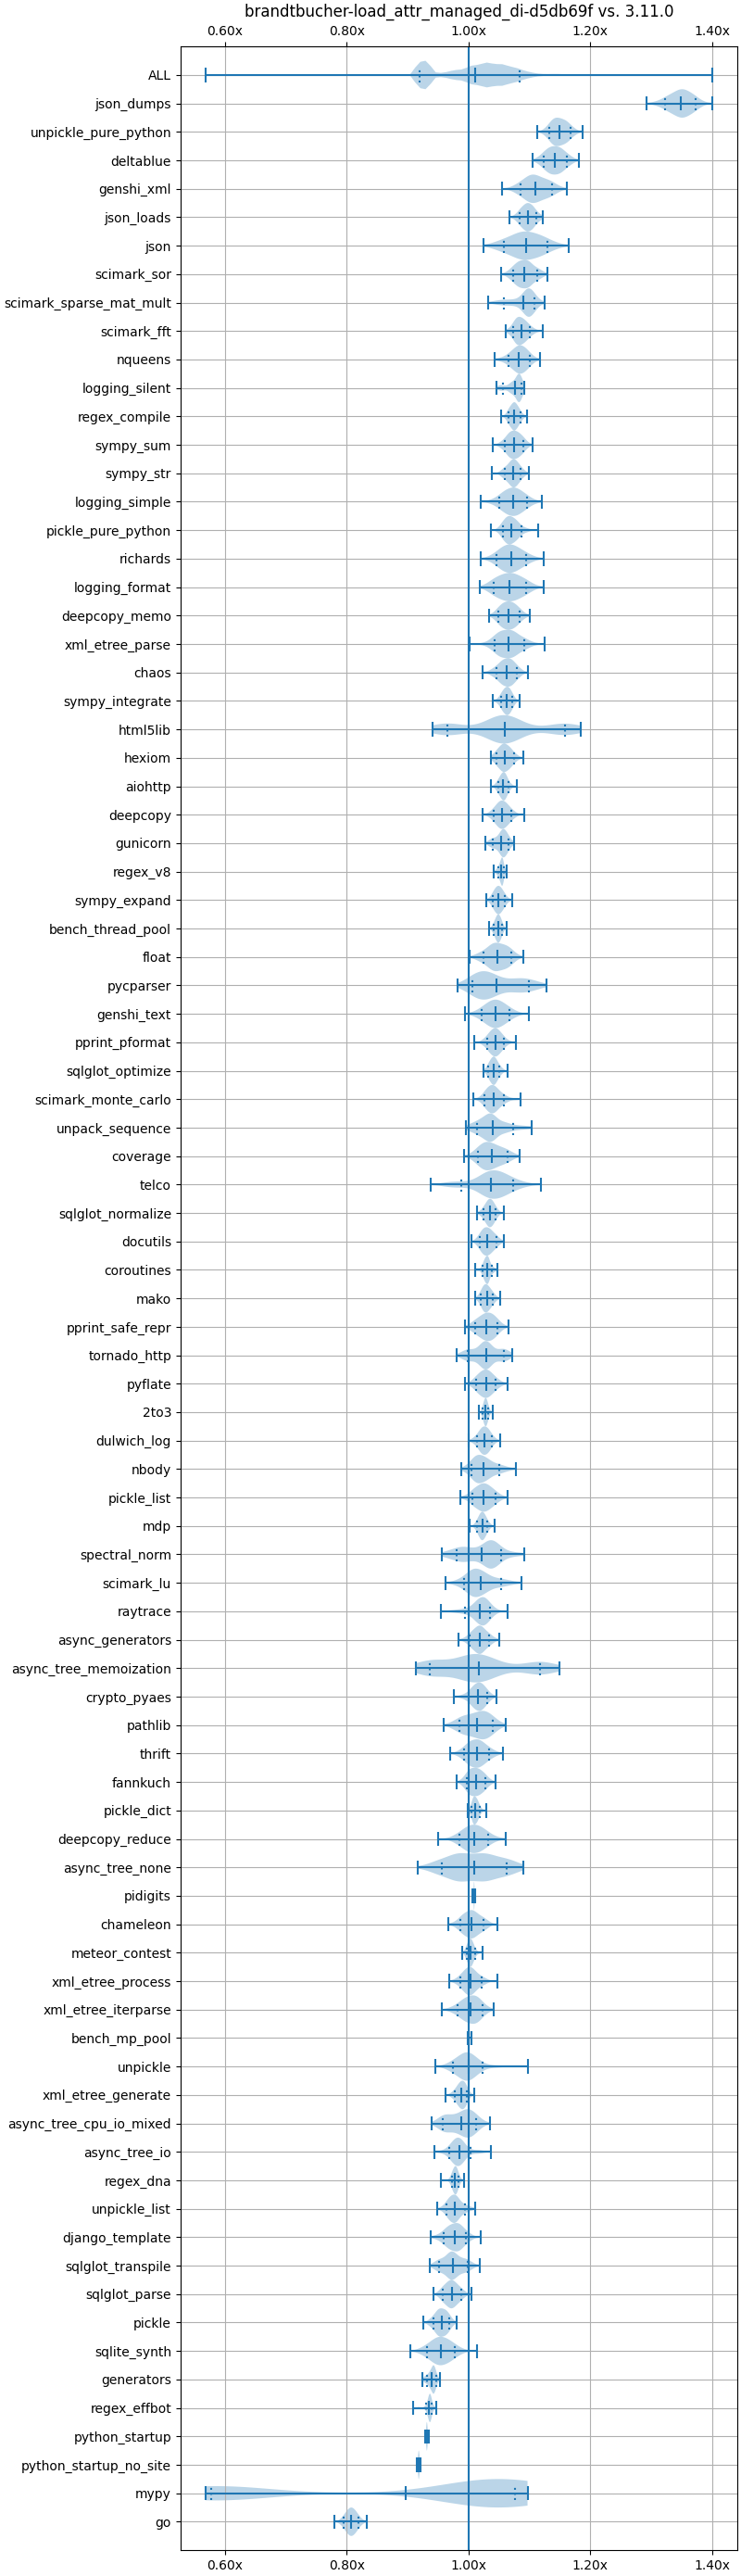 brandtbucher-load_attr_managed_di-d5db69f vs. 3.11.0
0.60x 0.80x 1.00x 1.20x 1.40x
ALL
json_dumps
unpickle_pure_python
deltablue
genshi_xml
json_loads
json
scimark_sor
scimark_sparse_mat_mult
scimark_fft
nqueens
logging_silent
regex_compile
sympy_sum
sympy_str
logging_simple
pickle_pure_python
richards
logging_format
deepcopy_memo
xml_etree_parse
chaos
sympy_integrate
html5lib
hexiom
aiohttp
deepcopy
gunicorn
regex_v8
sympy_expand
bench_thread_pool
float
pycparser
genshi_text
pprint_pformat
sqlglot_optimize
scimark_monte_carlo
unpack_sequence
coverage
telco
sqlglot_normalize
docutils
coroutines
mako
pprint_safe_repr
tornado_http
pyflate
2to3
dulwich_log
nbody
pickle_list
mdp
spectral_norm
scimark_lu
raytrace
async_generators
async_tree_memoization
crypto_pyaes
pathlib
thrift
fannkuch
pickle_dict
deepcopy_reduce
async_tree_none
pidigits
chameleon
meteor_contest
xml_etree_process
xml_etree_iterparse
bench_mp_pool
unpickle
xml_etree_generate
async_tree_cpu_io_mixed
async_tree_io
regex_dna
unpickle_list
django_template
sqlglot_transpile
sqlglot_parse
pickle
sqlite_synth
generators
regex_effbot
python_startup
python_startup_no_site
mypy
go
0.60x 0.80x 1.00x 1.20x 1.40x